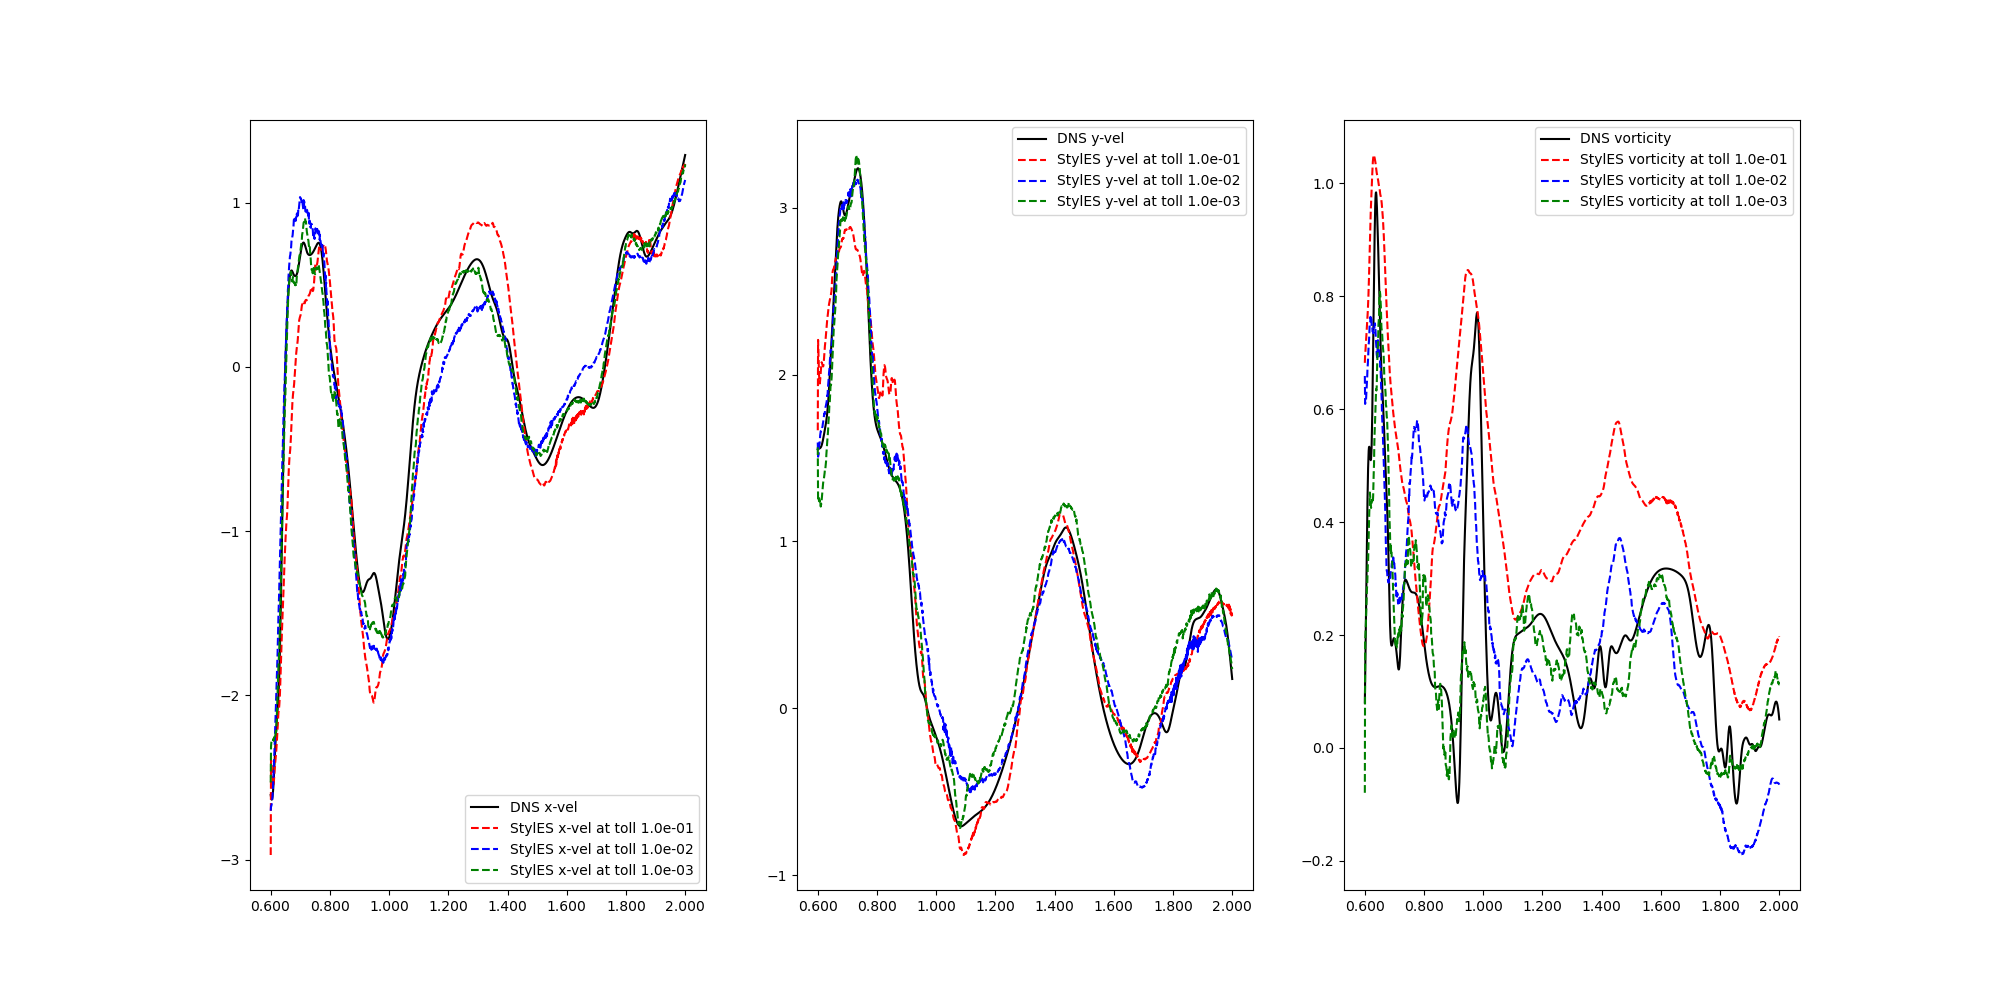 1
0
−1
−2
−3
0.600 0.800 1.000 1.200 1.400 1.600 1.800 2.000
DNS x-vel
StylES x-vel at toll 1.0e-01
StylES x-vel at toll 1.0e-02
StylES x-vel at toll 1.0e-03
3
2
1
0
−1
0.600 0.800 1.000 1.200 1.400 1.600 1.800 2.000
DNS y-vel
StylES y-vel at toll 1.0e-01
StylES y-vel at toll 1.0e-02
StylES y-vel at toll 1.0e-03
1.0
0.8
0.6
0.4
0.2
0.0
−0.2
0.600 0.800 1.000 1.200 1.400 1.600 1.800 2.000
DNS vorticity
StylES vorticity at toll 1.0e-01
StylES vorticity at toll 1.0e-02
StylES vorticity at toll 1.0e-03